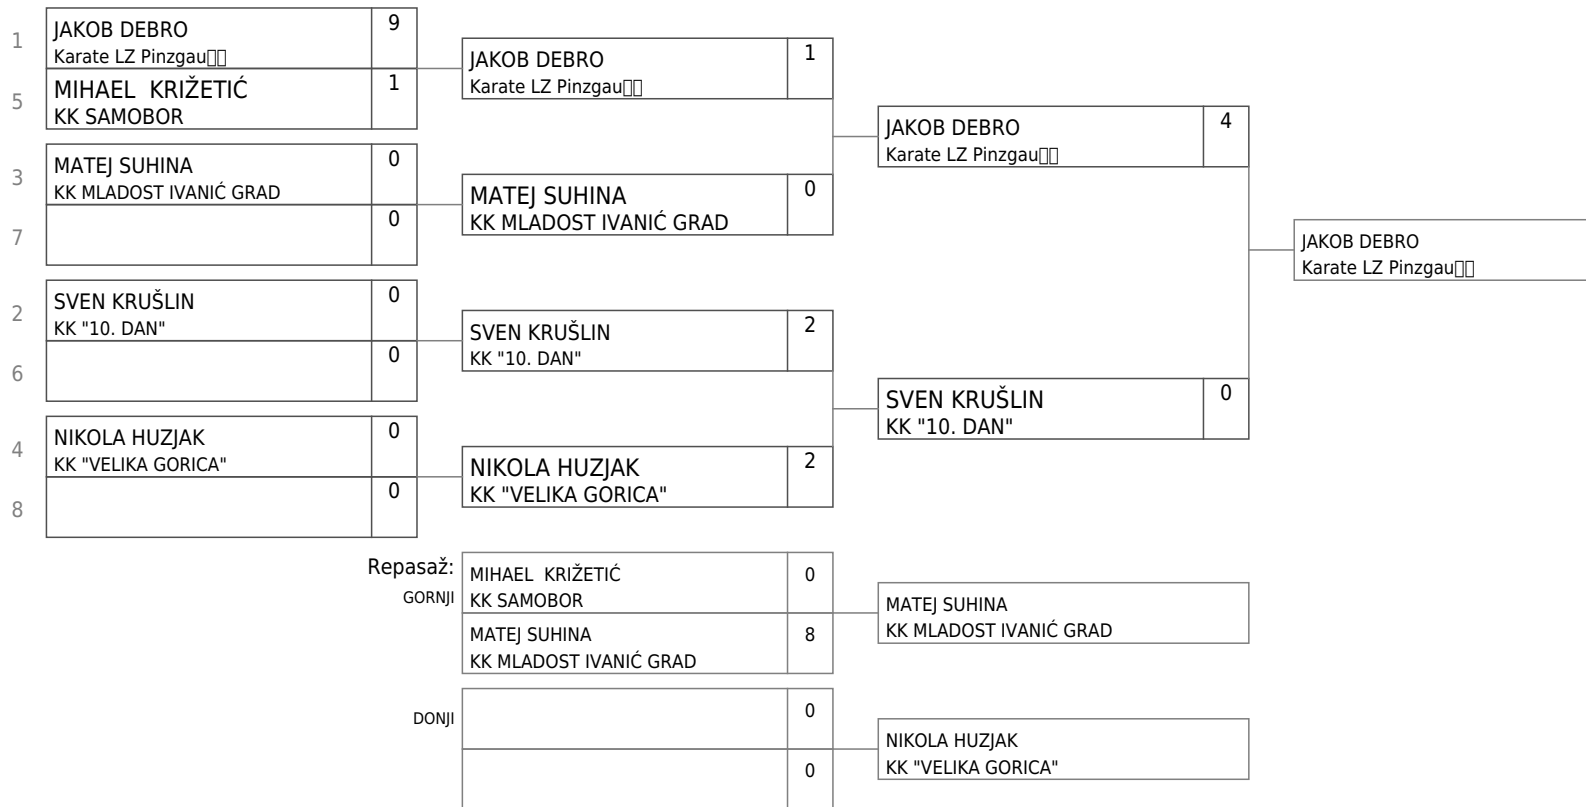 1
JAKOB DEBRO
9
Karate LZ Pinzgau
5
MIHAEL  KRIŽETIĆ
1
KK SAMOBOR
3
MATEJ SUHINA
0
KK MLADOST IVANIĆ GRAD
7
0
2
SVEN KRUŠLIN
0
KK "10. DAN"
6
0
4
NIKOLA HUZJAK
0
KK "VELIKA GORICA"
8
0
JAKOB DEBRO
1
Karate LZ Pinzgau
MATEJ SUHINA
0
KK MLADOST IVANIĆ GRAD
SVEN KRUŠLIN
2
KK "10. DAN"
NIKOLA HUZJAK
2
KK "VELIKA GORICA"
JAKOB DEBRO
4
Karate LZ Pinzgau
SVEN KRUŠLIN
0
KK "10. DAN"
JAKOB DEBRO
Karate LZ Pinzgau
Repasaž:
GORNJI
MIHAEL  KRIŽETIĆ
0
KK SAMOBOR
MATEJ SUHINA
8
KK MLADOST IVANIĆ GRAD
MATEJ SUHINA
KK MLADOST IVANIĆ GRAD
DONJI
0
0
NIKOLA HUZJAK
KK "VELIKA GORICA"